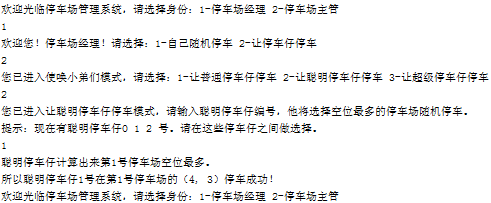 欢迎光临停车场管理系统，请选择身份：1-停车场经理 2-停车场主管
1
欢迎您！停车场经理！请选择：1-自己随机停车 2-让停车仔停车
2
您已进入使唤小弟们模式，请选择：1-让普通停车仔停车 2-让聪明停车仔停车 3-让超级停车仔停车
2
您已进入让聪明停车仔停车模式，请输入聪明停车仔编号，他将选择空位最多的停车场随机停车。
提示：现在有聪明停车仔0 1 2 号。请在这些停车仔之间做选择。
1
聪明停车仔计算出来第1号停车场空位最多。
所以聪明停车仔1号在第1号停车场的（4, 3）停车成功！
欢迎光临停车场管理系统，请选择身份：1-停车场经理 2-停车场主管